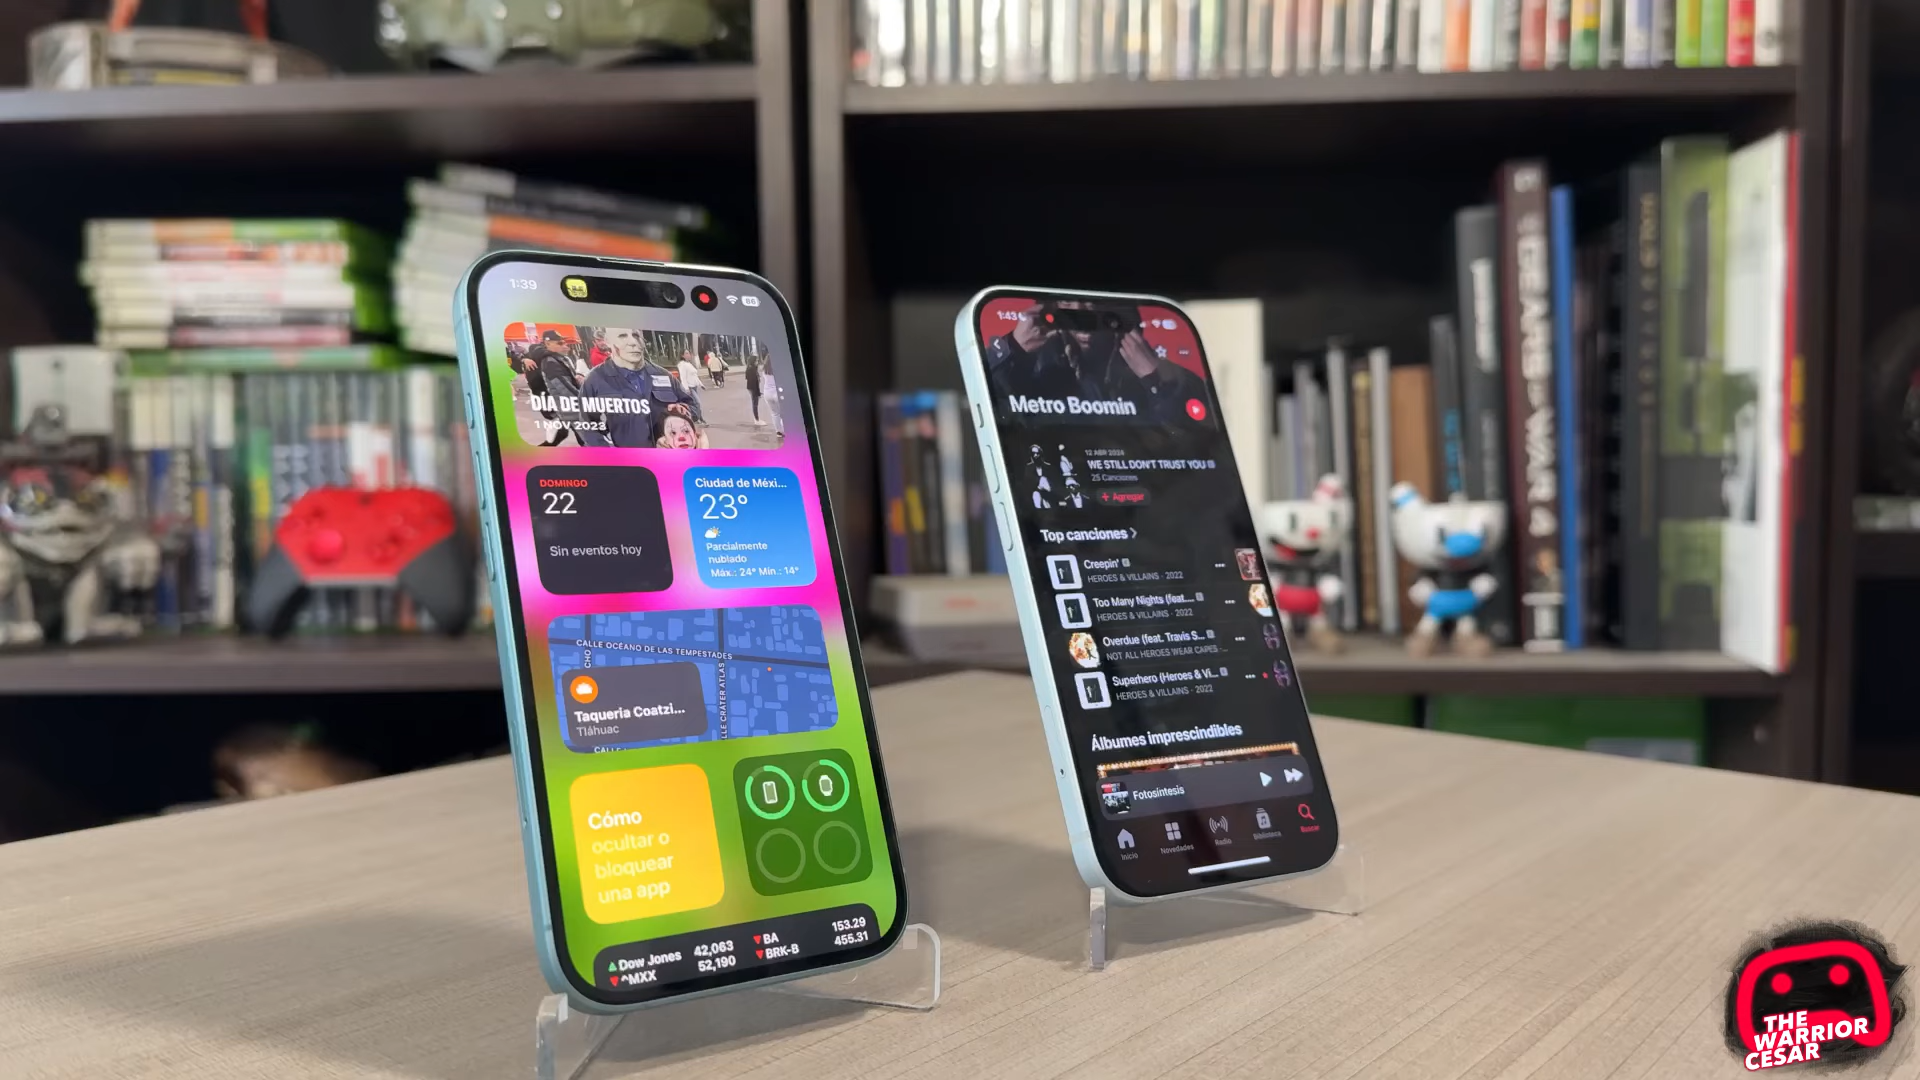 1:39
86
DÍA DE MUERTOS
1 NOV 2023
DOMINGO
22
Sin eventos hoy
Ciudad de Méxi...
23°
Parcialmente
nublado
Máx.: 24° Mín.: 14°
CALLE OCÉANO DE LAS TEMPESTADES
Taqueria Coatzi...
Tláhuac
Cómo
ocultar o
bloquear
una app
Dow Jones 42,063
^MXX 52,190
BA 153.29
BRK-B 455.31
1:43
Metro Boomin
12 ABR 2024
WE STILL DON'T TRUST YOU
25 Canciones
+ Agregar
Top canciones >
Creepin'
HEROES & VILLAINS · 2022
Too Many Nights (feat....
HEROES & VILLAINS · 2022
Overdue (feat. Travis S...
NOT ALL HEROES WEAR CAPES ·...
Superhero (Heroes & Vi...
HEROES & VILLAINS · 2022
Álbumes imprescindibles
Fotosíntesis
Inicio
Novedades
Radio
Biblioteca
Buscar
GEARS OF WAR 4
THE
WARRIOR
CESAR